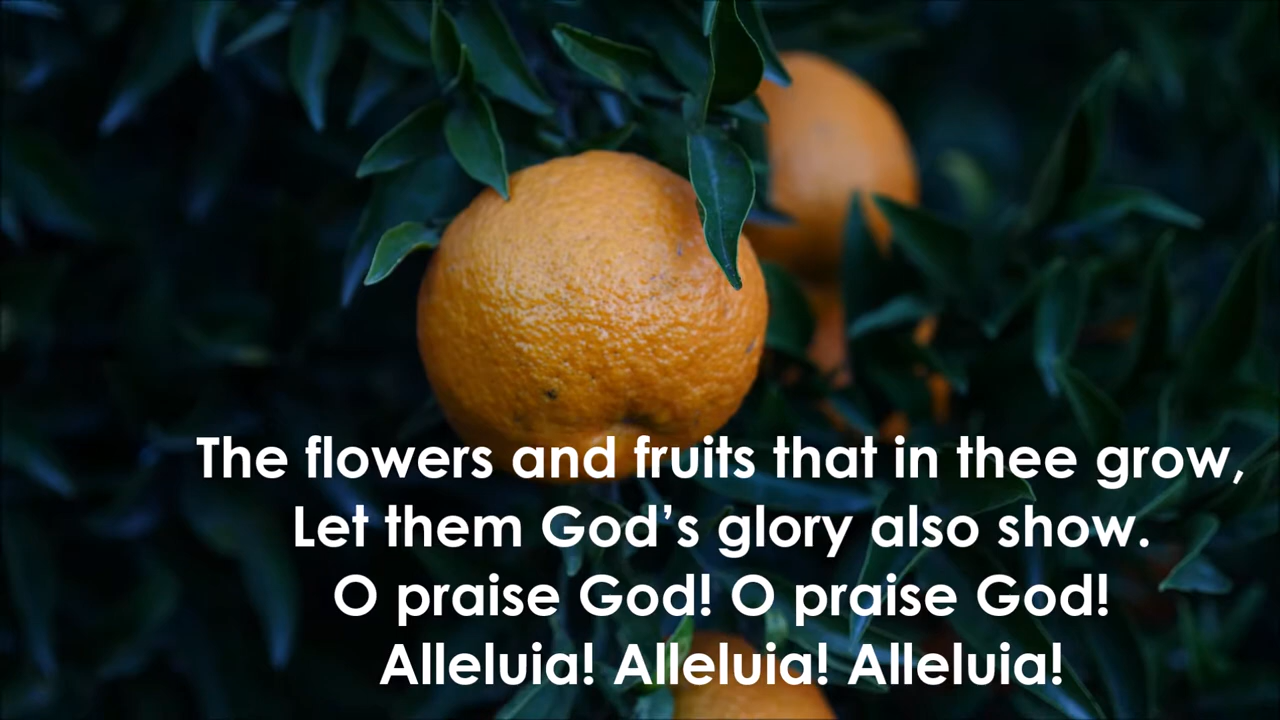 The flowers and fruits that in thee grow,
Let them God’s glory also show.
O praise God! O praise God!
Alleluia! Alleluia! Alleluia!